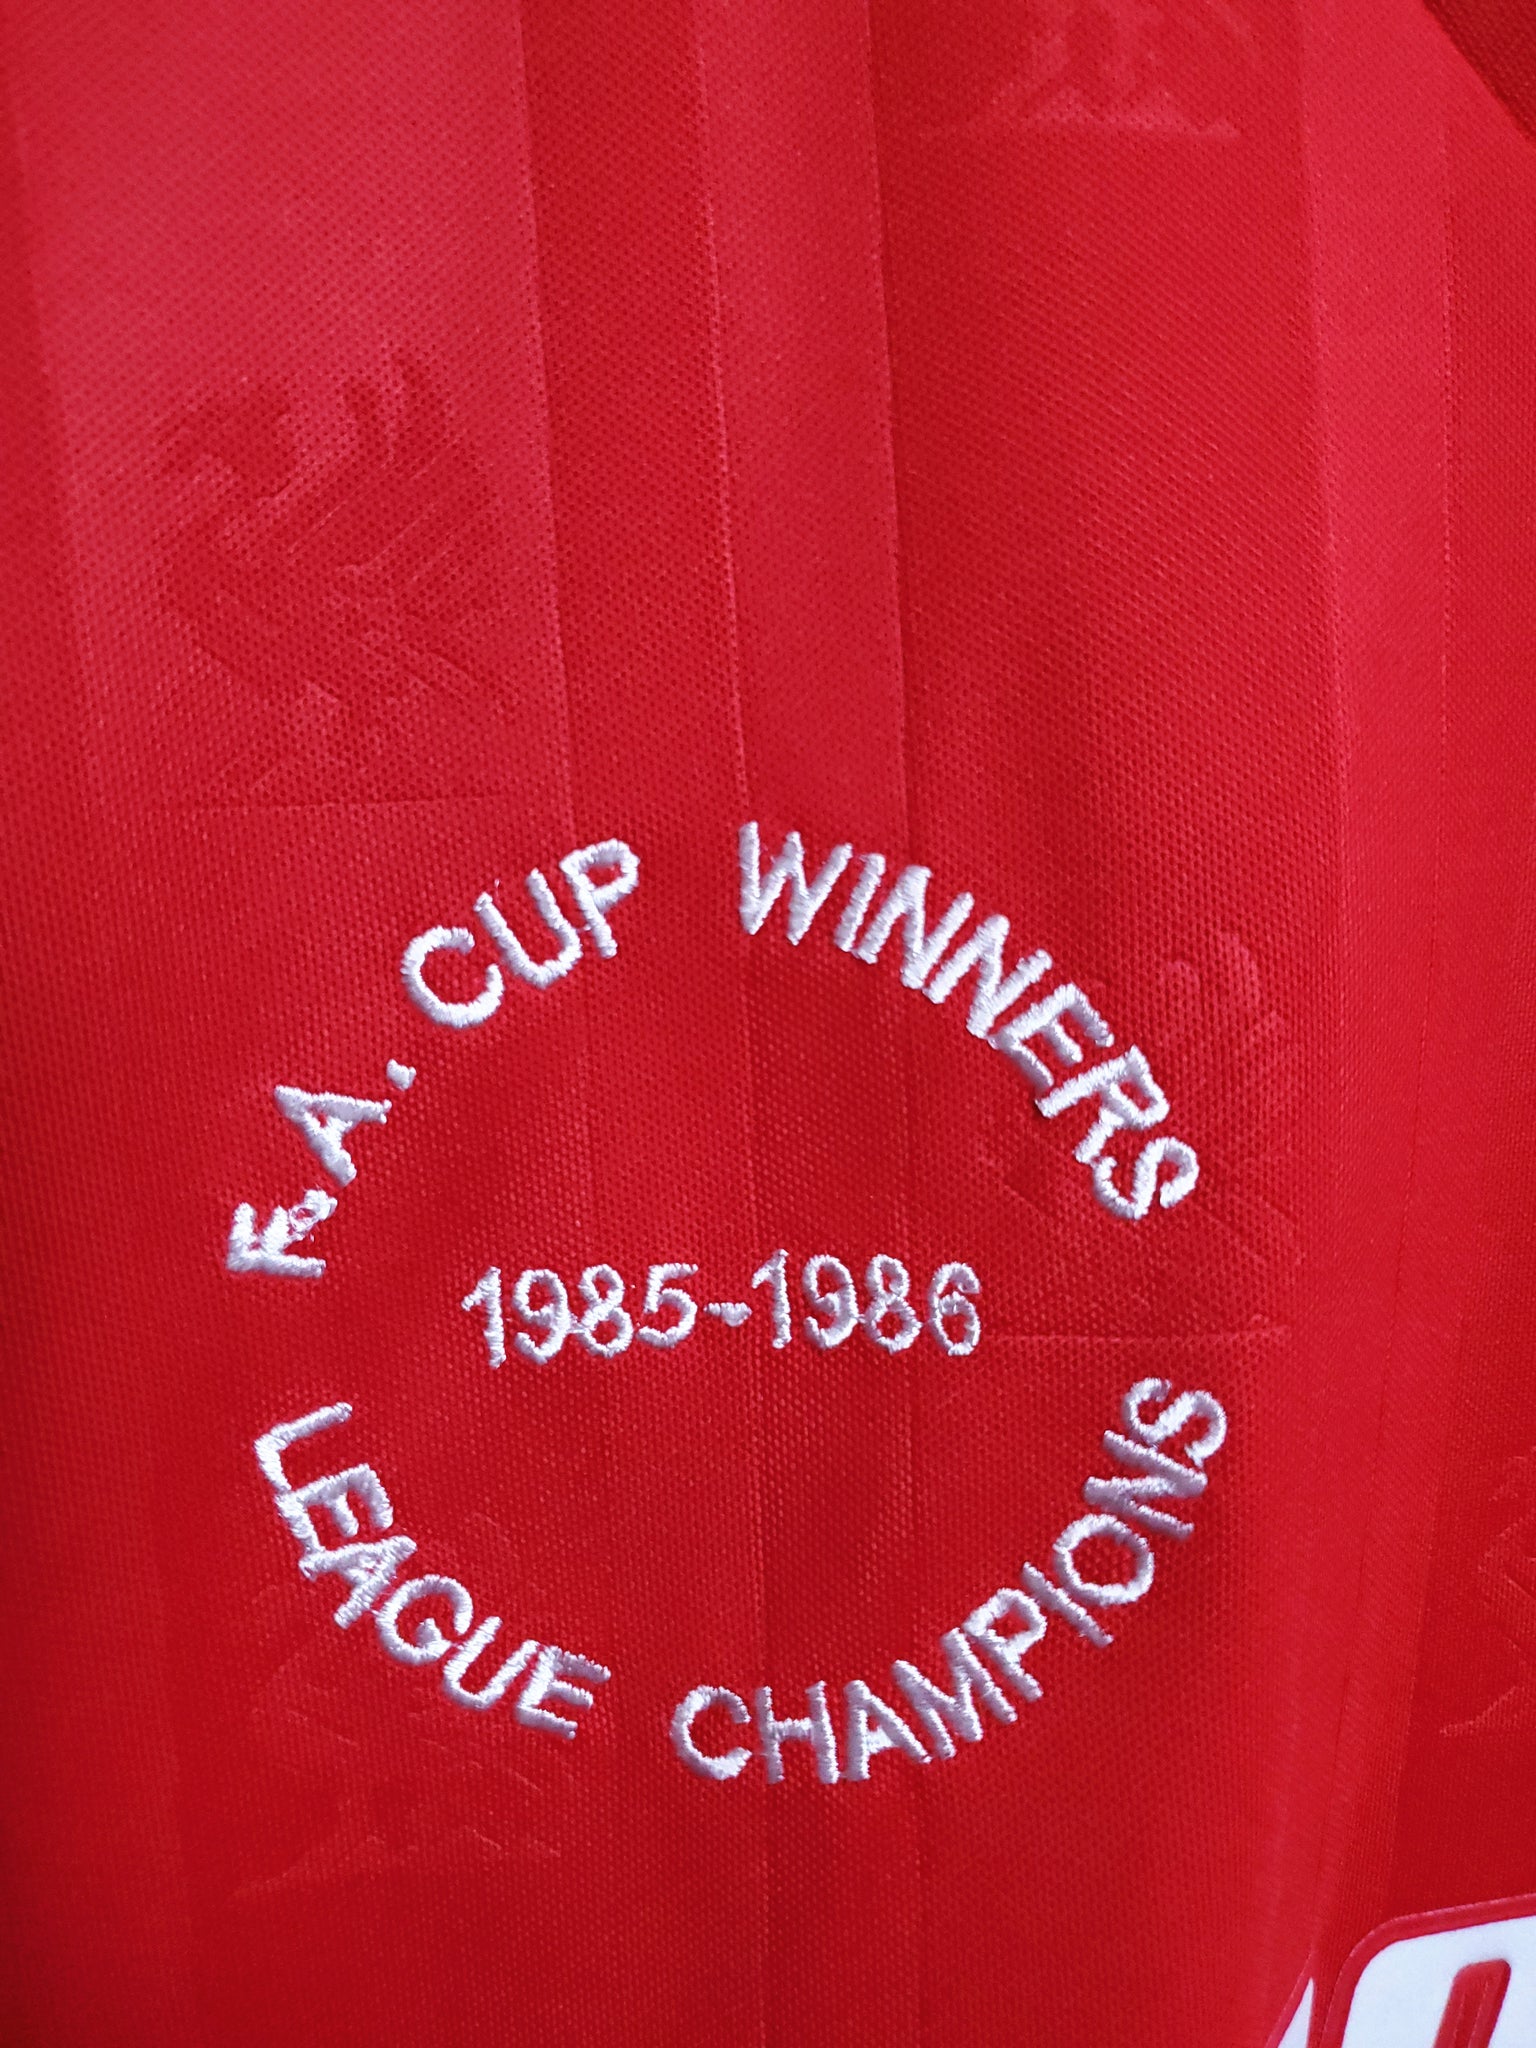 F.A. CUP WINNERS
1985-1986
LEAGUE CHAMPIONS